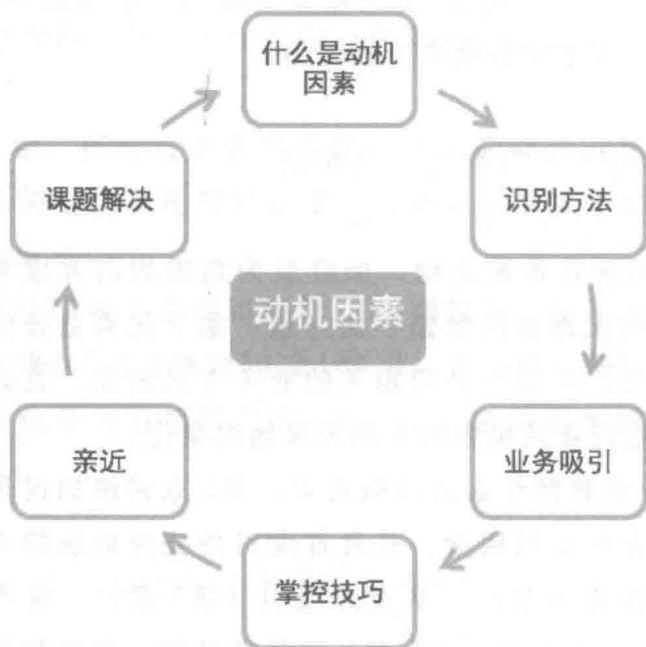 什么是动机
因素
课题解决
识别方法
动机因素
亲近
业务吸引
掌控技巧